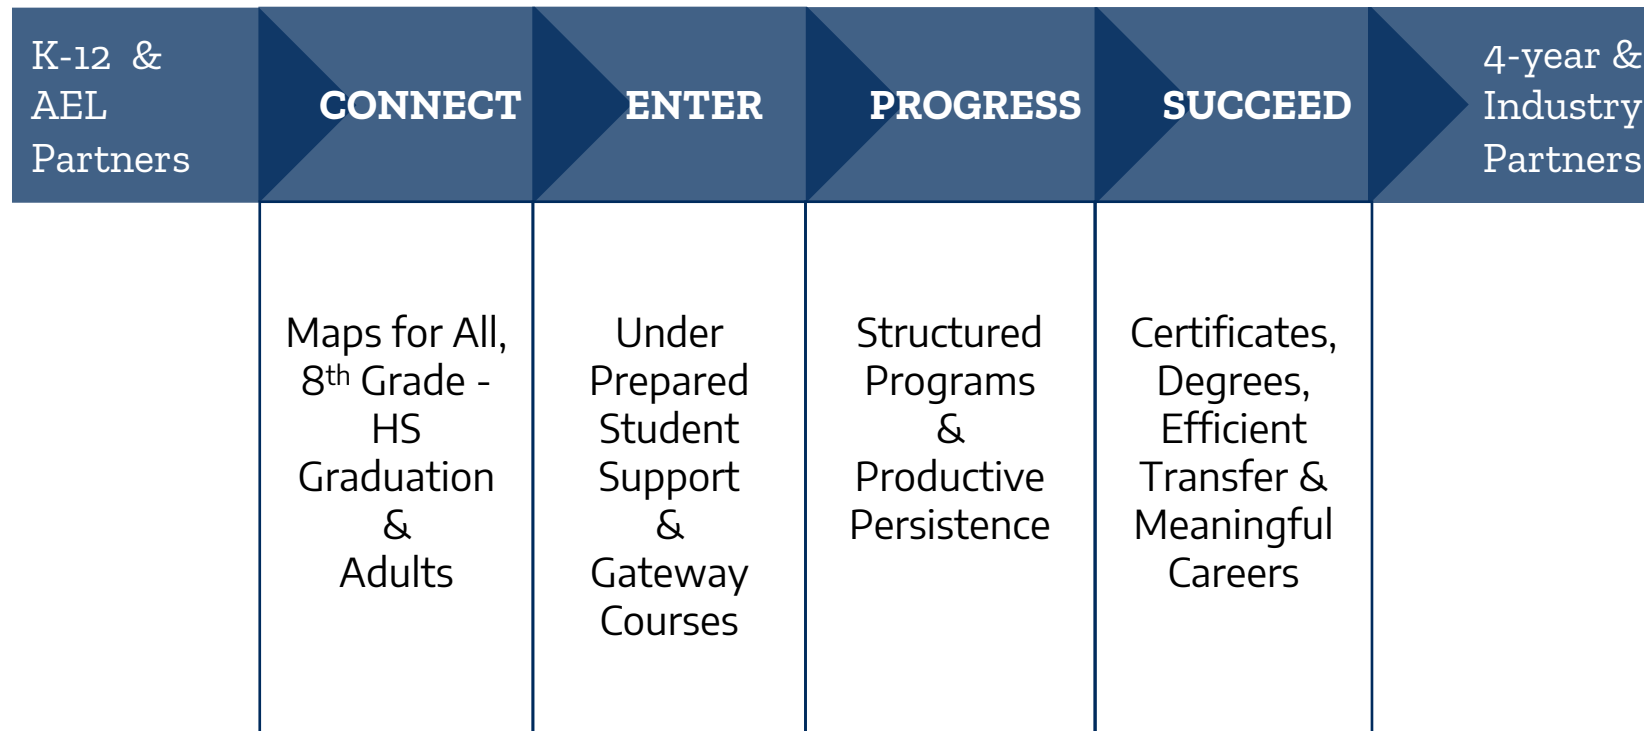 K-12 &
AEL
Partners
CONNECT
ENTER
PROGRESS
SUCCEED
4-year &
Industry
Partners
Maps for All,
8th Grade -
HS
Graduation
&
Adults
Under
Prepared
Student
Support
&
Gateway
Courses
Structured
Programs
&
Productive
Persistence
Certificates,
Degrees,
Efficient
Transfer &
Meaningful
Careers